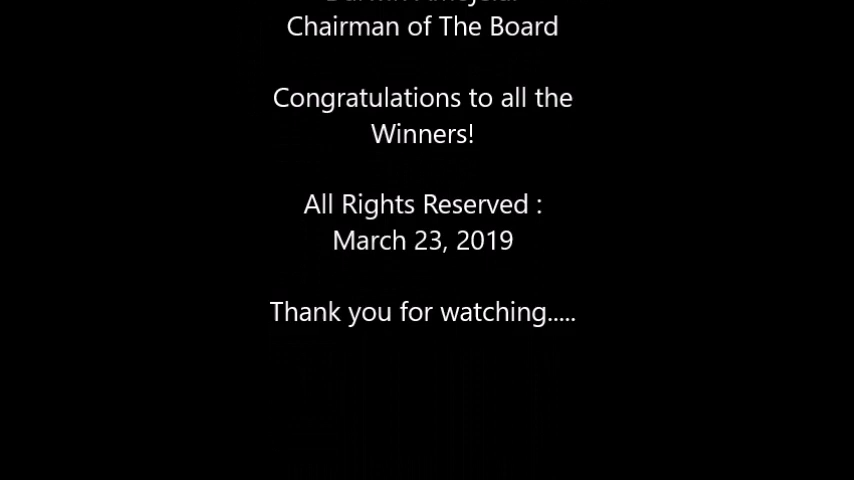 Chairman of The Board
Congratulations to all the
Winners!
All Rights Reserved :
March 23, 2019
Thank you for watching.....